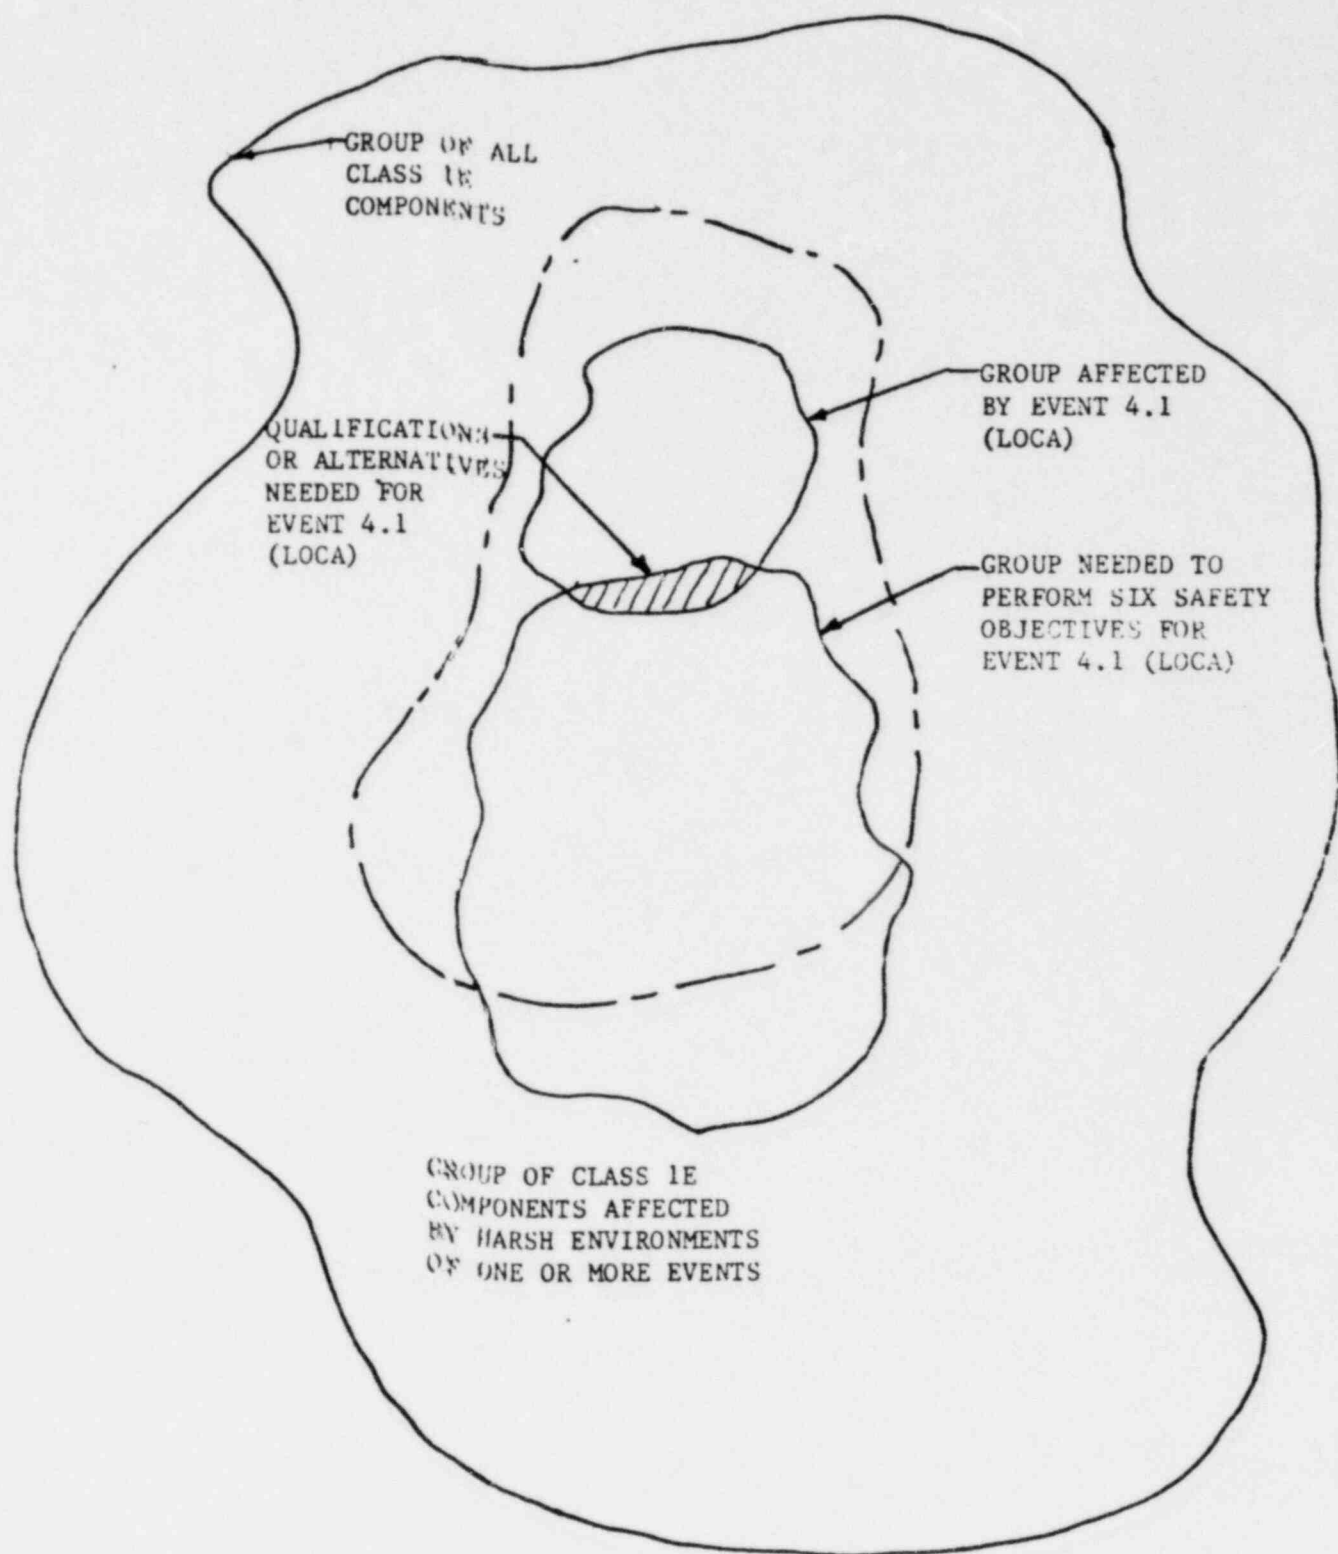 GROUP OF ALL
CLASS 1E
COMPONENTS
GROUP AFFECTED
BY EVENT 4.1
(LOCA)
QUALIFICATIONS
OR ALTERNATIVES
NEEDED FOR
EVENT 4.1
(LOCA)
GROUP NEEDED TO
PERFORM SIX SAFETY
OBJECTIVES FOR
EVENT 4.1 (LOCA)
GROUP OF CLASS 1E
COMPONENTS AFFECTED
BY HARSH ENVIRONMENTS
OF ONE OR MORE EVENTS